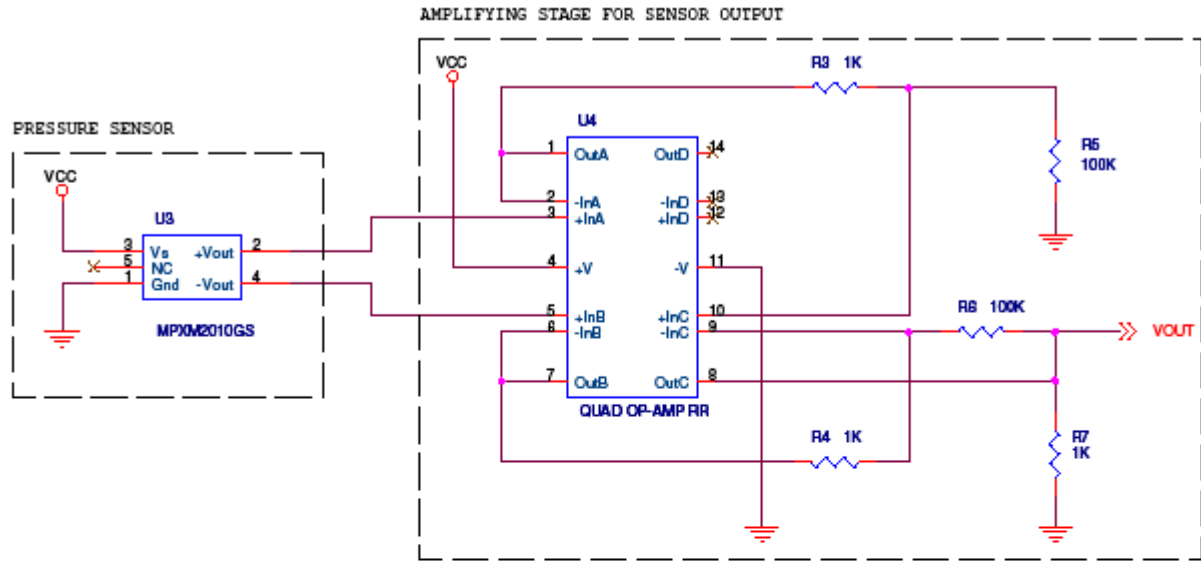 AMPLIFYING STAGE FOR SENSOR OUTPUT
PRESSURE SENSOR
VCC
U3
3 Vs +Vout 2
5 NC
1 Gnd -Vout 4
MPXM2010GS
VCC
R3 1K
U4
1 OutA OutD 14
2 -InA -InD 13
3 +InA +InD 12
4 +V -V 11
5 +InB +InC 10
6 -InB -InC 9
7 OutB OutC 8
QUAD OP-AMP RR
R5
100K
R6 100K
VOUT
R4 1K
R7
1K